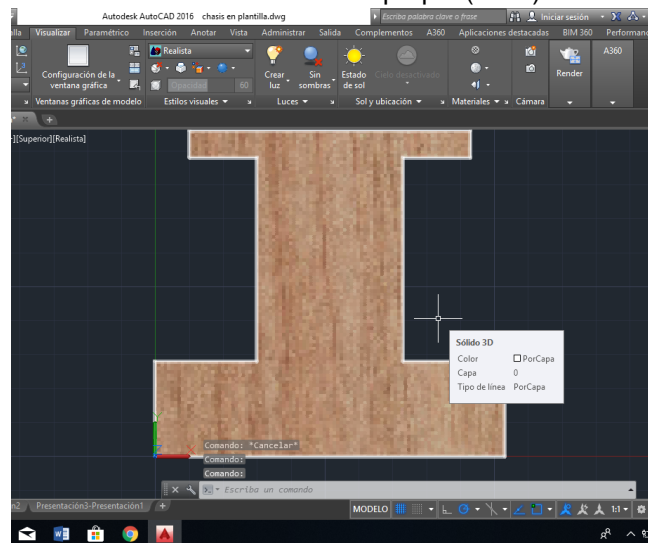 Autodesk AutoCAD 2016 chasis en plantilla.dwg
Escriba palabra clave o frase
Iniciar sesión
Visualizar Paramétrico Inserción Anotar Vista Administrar Salida Complementos A360 Aplicaciones destacadas BIM 360 Performan
Realista
Configuración de la
ventana gráfica
Opacidad 60
Crear
luz
Sin
sombras
Estado
de sol
Cielo desactivado
Render
A360
Ventanas gráficas de modelo Estilos visuales Luces Sol y ubicación Materiales Cámara
][Superior][Realista]
Sólido 3D
Color PorCapa
Capa 0
Tipo de línea PorCapa
Comando: *Cancelar*
Comando:
Comando:
Escriba un comando
Presentación3-Presentación1
MODELO 1:1